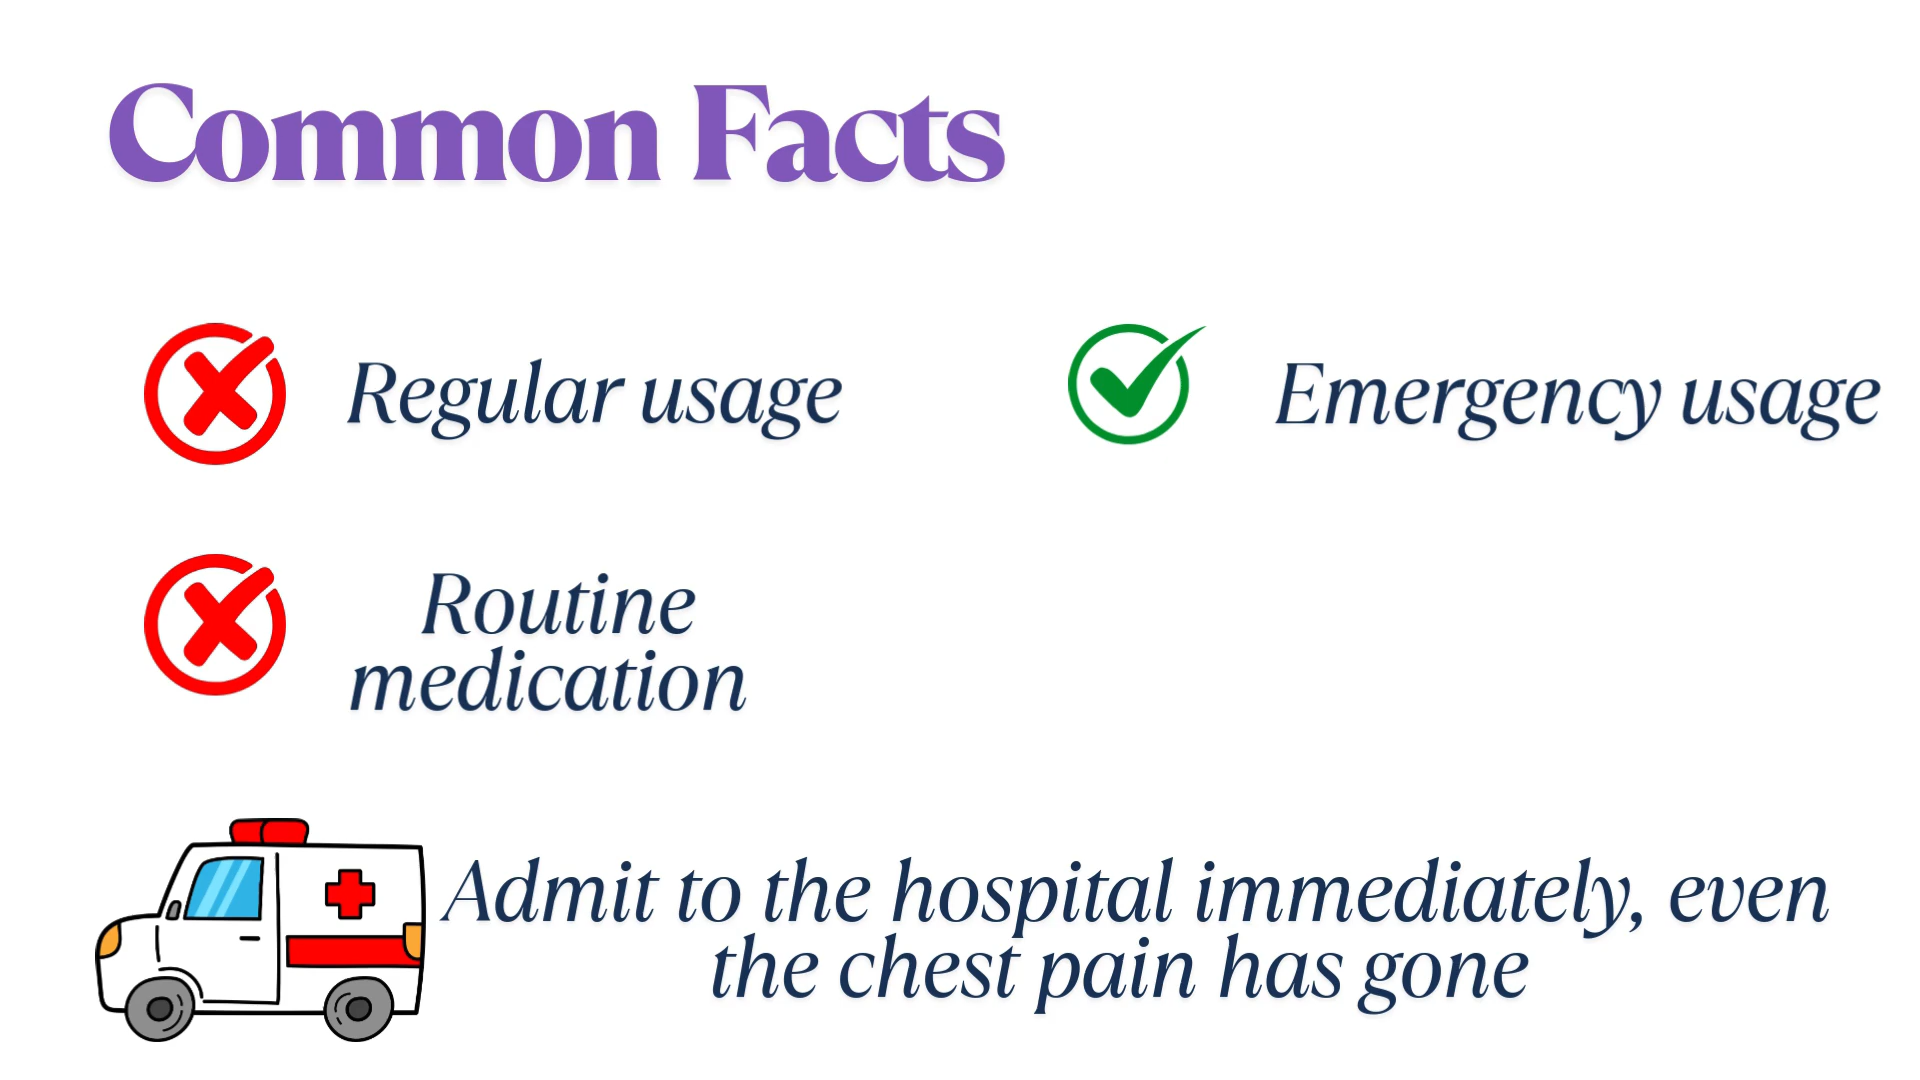 Common Facts
Regular usage
Emergency usage
Routine
medication
Admit to the hospital immediately, even
the chest pain has gone